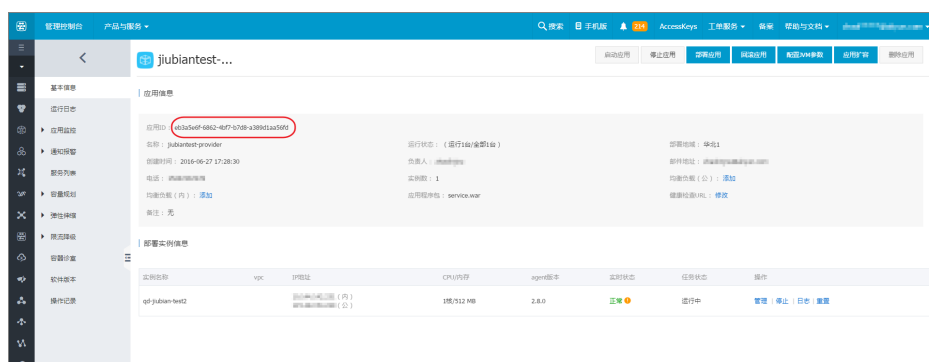 管理控制台 产品与服务 搜索 手机版 214 AccessKeys 工单服务 备案 帮助与文档
jiubiantest-... 启动应用 停止应用 部署应用 回滚应用 配置JVM参数 应用扩容 删除应用
基本信息
应用信息
运行日志
应用ID： eb3a5e6f-6862-4bf7-b7d8-a389d1aa56fd
应用监控
名称： jiubiantest-provider 运行状态： （运行1台/全部1台） 部署地域： 华北1
通知报警
创建时间： 2016-06-27 17:28:30 负责人： 邮件地址：
服务列表
电话： 实例数： 1 均衡负载（公）： 添加
容量规划
均衡负载（内）： 添加 应用程序包： service.war 健康检查URL： 修改
弹性伸缩
备注： 无
限流降级
部署实例信息
容器诊室
软件版本
实例名称 vpc IP地址 CPU/内存 agent版本 实时状态 任务状态 操作
操作记录
qd-jiubian-test2 （内） （公） 1核/512 MB 2.8.0 正常 运行中 管理 | 停止 | 日志 | 重置